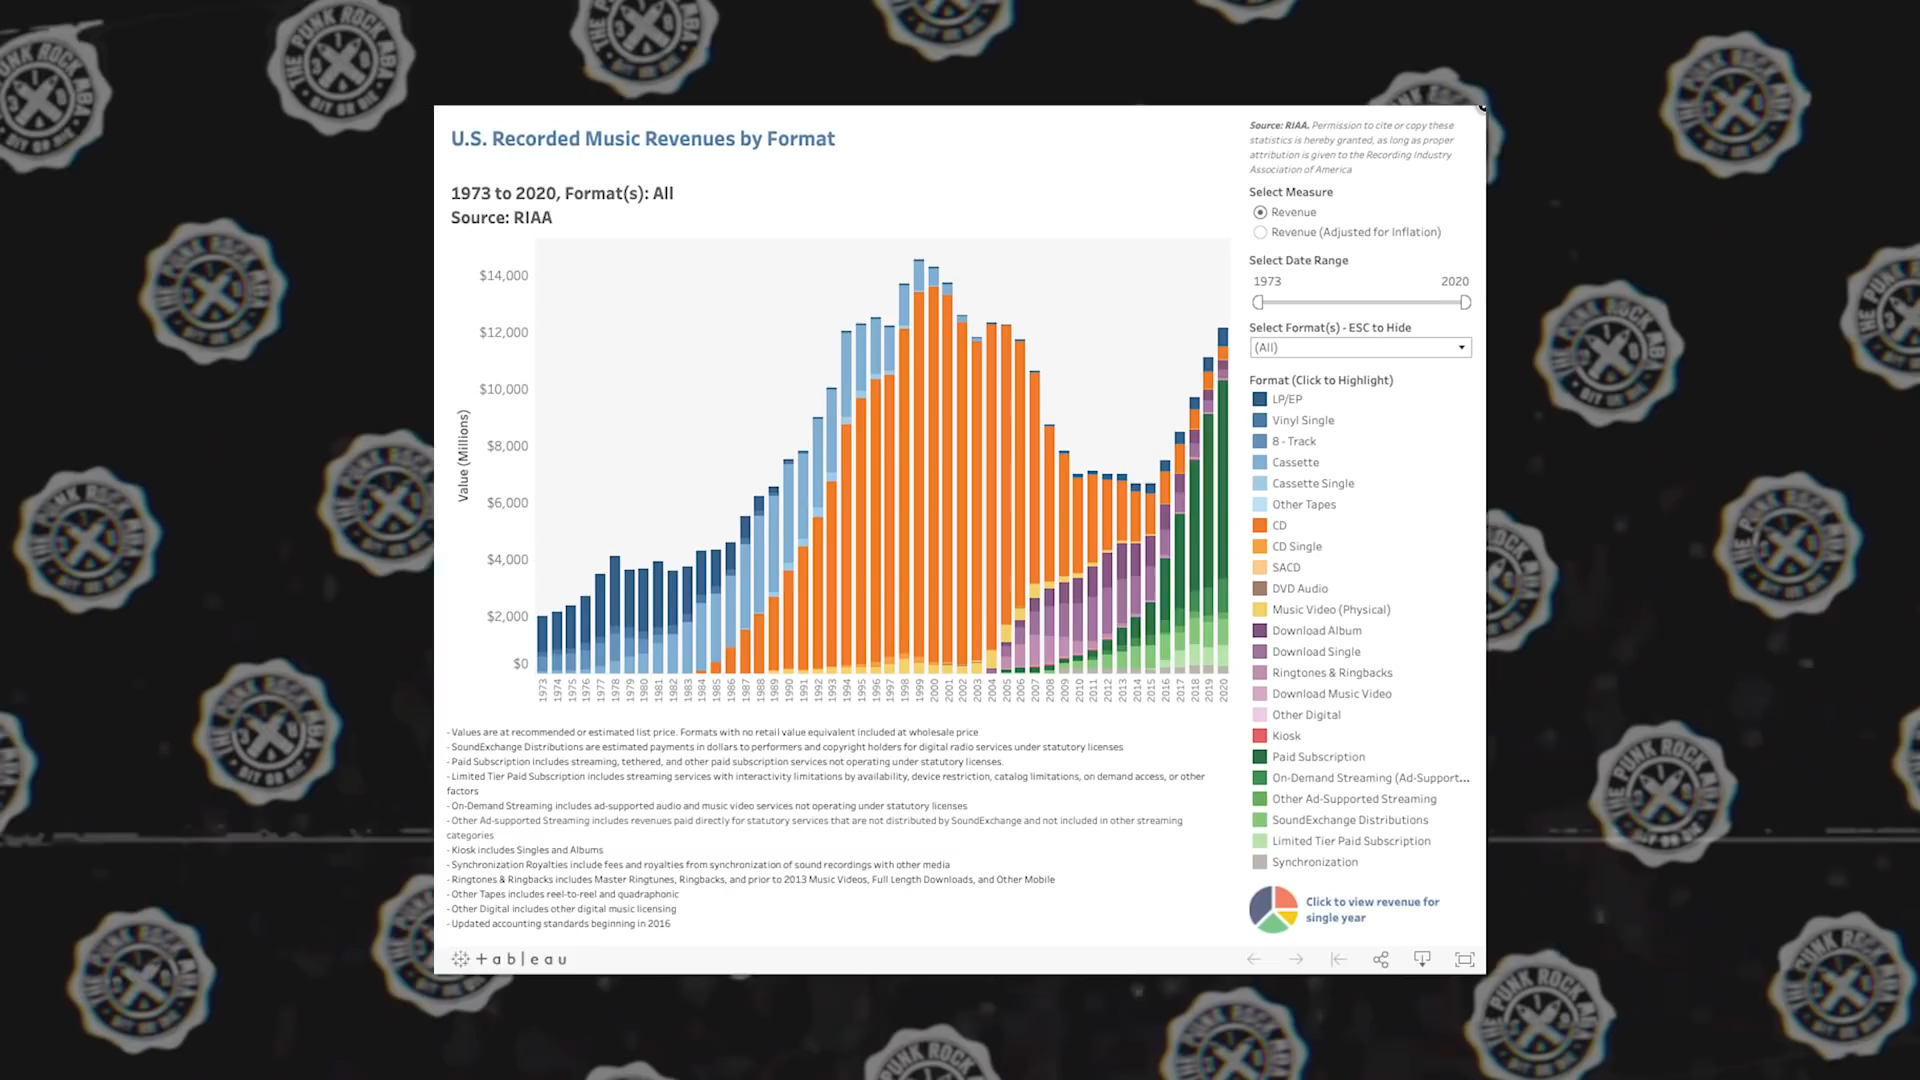 U.S. Recorded Music Revenues by Format
1973 to 2020, Format(s): All
Source: RIAA
Value (Millions)
$14,000
$12,000
$10,000
$8,000
$6,000
$4,000
$2,000
$0
1973 1974 1975 1976 1977 1978 1979 1980 1981 1982 1983 1984 1985 1986 1987 1988 1989 1990 1991 1992 1993 1994 1995 1996 1997 1998 1999 2000 2001 2002 2003 2004 2005 2006 2007 2008 2009 2010 2011 2012 2013 2014 2015 2016 2017 2018 2019 2020
- Values are at recommended or estimated list price. Formats with no retail value equivalent included at wholesale price
- SoundExchange Distributions are estimated payments in dollars to performers and copyright holders for digital radio services under statutory licenses
- Paid Subscription includes streaming, tethered, and other paid subscription services not operating under statutory licenses.
- Limited Tier Paid Subscription includes streaming services with interactivity limitations by availability, device restriction, catalog limitations, on demand access, or other
factors
- On-Demand Streaming includes ad-supported audio and music video services not operating under statutory licenses
- Other Ad-supported Streaming includes revenues paid directly for statutory services that are not distributed by SoundExchange and not included in other streaming
categories
- Kiosk includes Singles and Albums
- Synchronization Royalties include fees and royalties from synchronization of sound recordings with other media
- Ringtones & Ringbacks includes Master Ringtunes, Ringbacks, and prior to 2013 Music Videos, Full Length Downloads, and Other Mobile
- Other Tapes includes reel-to-reel and quadraphonic
- Other Digital includes other digital music licensing
- Updated accounting standards beginning in 2016
+ableau
Source: RIAA. Permission to cite or copy these
statistics is hereby granted, as long as proper
attribution is given to the Recording Industry
Association of America
Select Measure
Revenue
Revenue (Adjusted for Inflation)
Select Date Range
1973 2020
Select Format(s) - ESC to Hide
(All)
Format (Click to Highlight)
LP/EP
Vinyl Single
8 - Track
Cassette
Cassette Single
Other Tapes
CD
CD Single
SACD
DVD Audio
Music Video (Physical)
Download Album
Download Single
Ringtones & Ringbacks
Download Music Video
Other Digital
Kiosk
Paid Subscription
On-Demand Streaming (Ad-Support...
Other Ad-Supported Streaming
SoundExchange Distributions
Limited Tier Paid Subscription
Synchronization
Click to view revenue for
single year
THE PUNK ROCK MBA